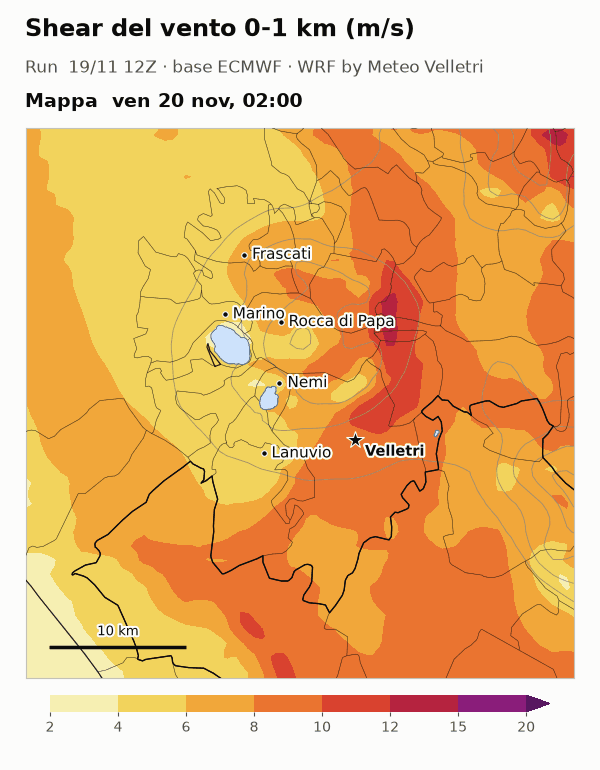 Shear del vento 0-1 km (m/s)
Run  19/11 12Z · base ECMWF · WRF by Meteo Velletri
Mappa  ven 20 nov, 02:00
Frascati
Marino
Rocca di Papa
Nemi
Velletri
Lanuvio
10 km
2 4 6 8 10 12 15 20